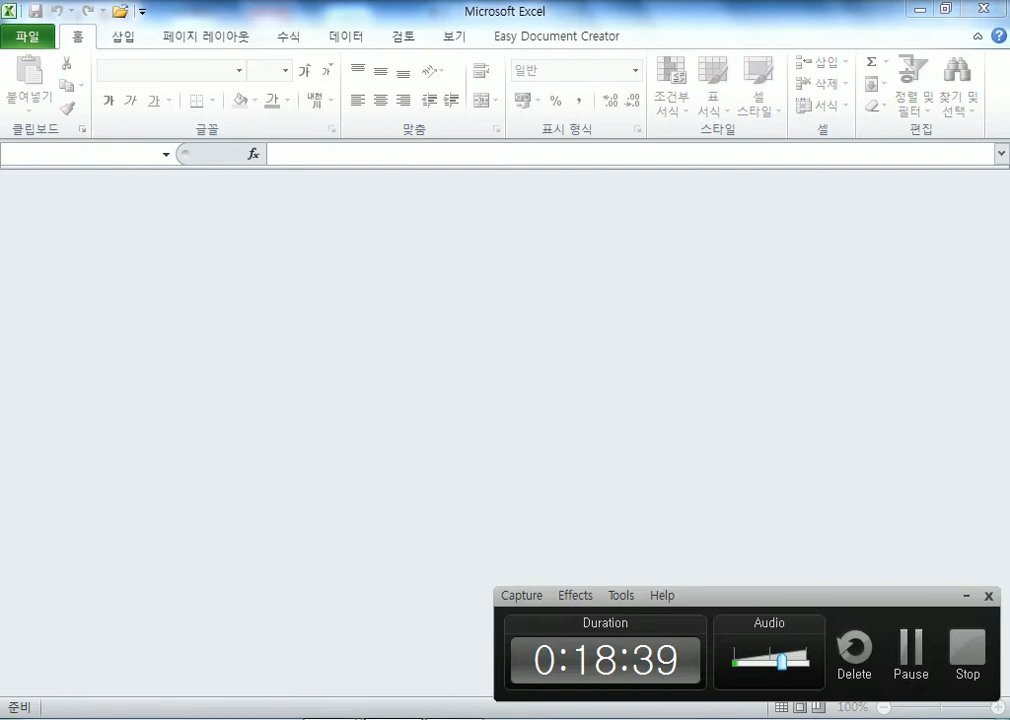 Microsoft Excel
파일 홈 삽입 페이지 레이아웃 수식 데이터 검토 보기 Easy Document Creator
붙여넣기
클립보드
가 가 가 가 가 가
내천
글꼴
맞춤
일반
%
,
표시 형식
조건부 서식
표 서식
셀 스타일
스타일
삽입
삭제
서식
셀
Σ
정렬 및 필터
찾기 및 선택
편집
fx
Capture Effects Tools Help
Duration
0:18:39
Audio
Delete
Pause
Stop
준비
100%